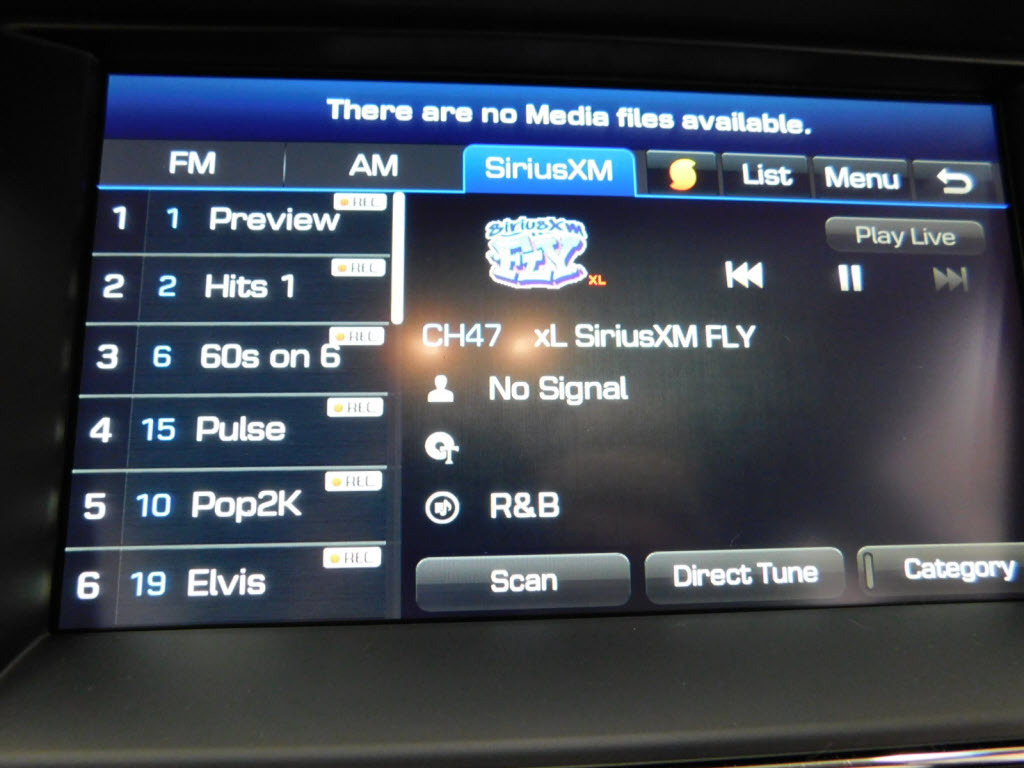 There are no Media files available.
FM AM SiriusXM List Menu
1 1 Preview REC
2 2 Hits 1 REC
3 6 60s on 6 REC
4 15 Pulse REC
5 10 Pop2K REC
6 19 Elvis REC
SiriusXm
FLY
XL
Play Live
CH47 xL SiriusXM FLY
No Signal
R&B
Scan Direct Tune Category